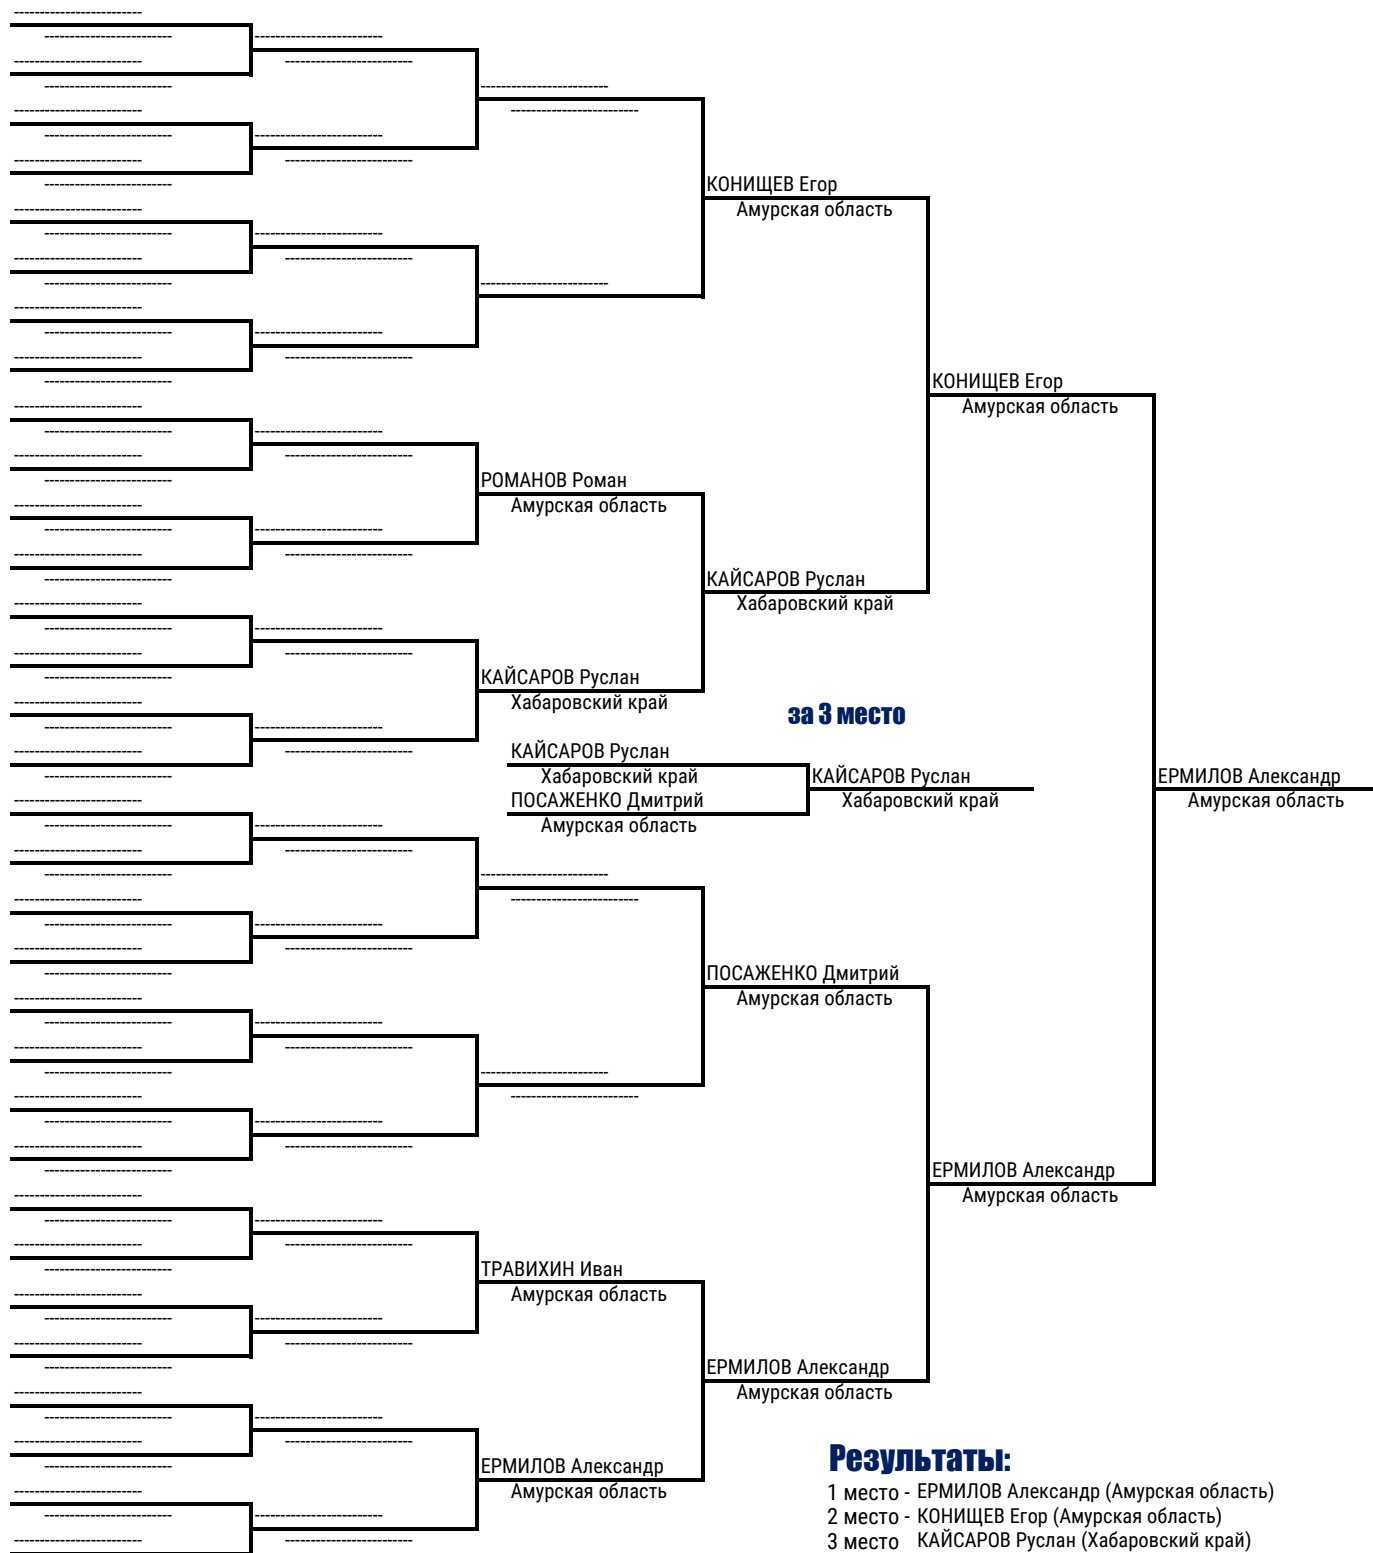 КОНИЩЕВ Егор
Амурская область
КОНИЩЕВ Егор
Амурская область
РОМАНОВ Роман
Амурская область
КАЙСАРОВ Руслан
Хабаровский край
КАЙСАРОВ Руслан
Хабаровский край
за 3 место
КАЙСАРОВ Руслан
Хабаровский край
ПОСАЖЕНКО Дмитрий
Амурская область
КАЙСАРОВ Руслан
Хабаровский край
ЕРМИЛОВ Александр
Амурская область
ПОСАЖЕНКО Дмитрий
Амурская область
ЕРМИЛОВ Александр
Амурская область
ТРАВИХИН Иван
Амурская область
ЕРМИЛОВ Александр
Амурская область
ЕРМИЛОВ Александр
Амурская область
Результаты:
1 место - ЕРМИЛОВ Александр (Амурская область)
2 место - КОНИЩЕВ Егор (Амурская область)
3 место КАЙСАРОВ Руслан (Хабаровский край)